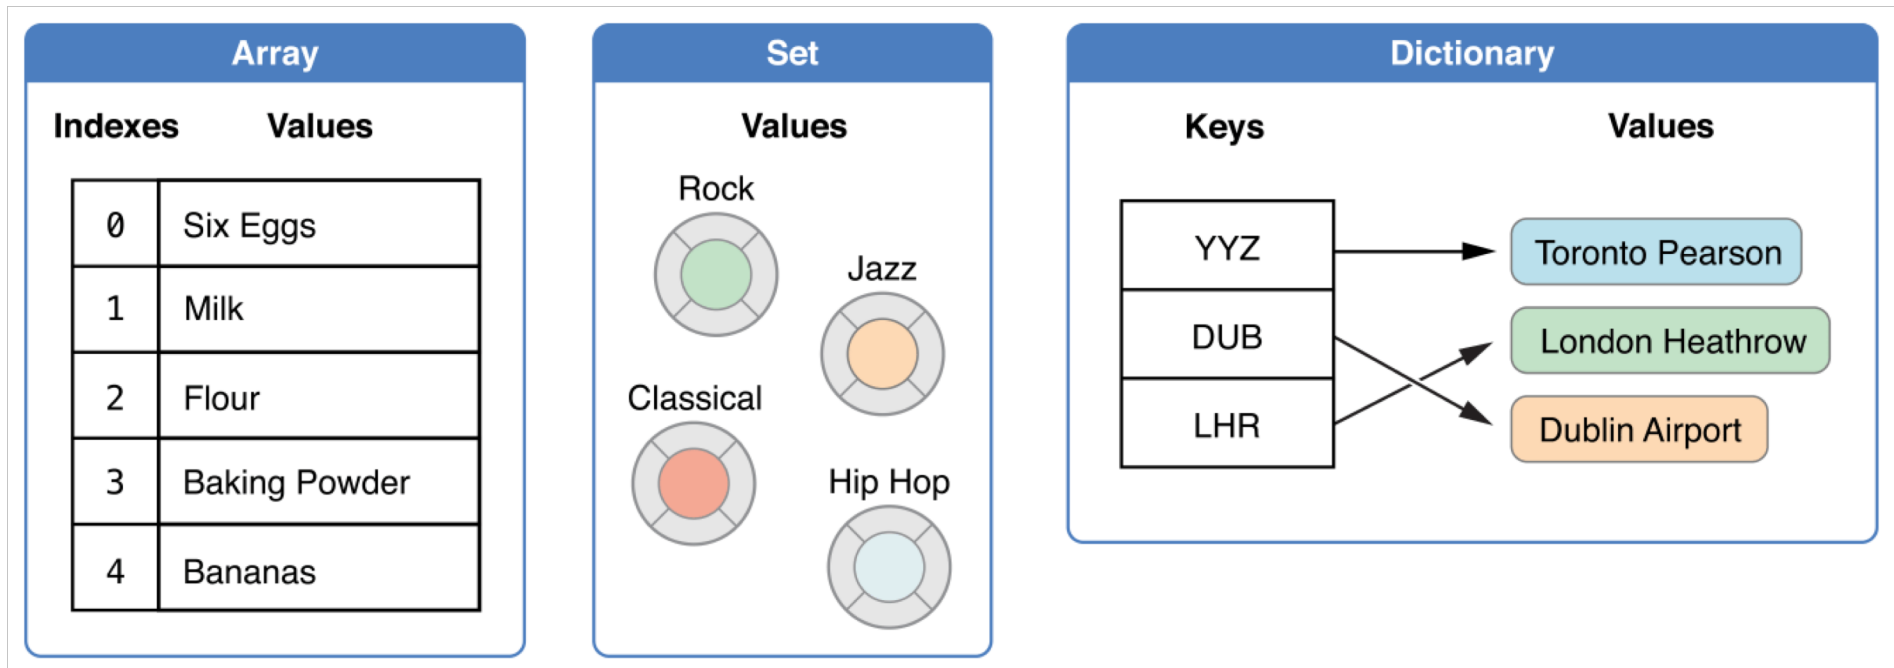 Array
Indexes Values
0 Six Eggs
1 Milk
2 Flour
3 Baking Powder
4 Bananas
Set
Values
Rock
Jazz
Classical
Hip Hop
Dictionary
Keys Values
YYZ Toronto Pearson
DUB London Heathrow
LHR Dublin Airport